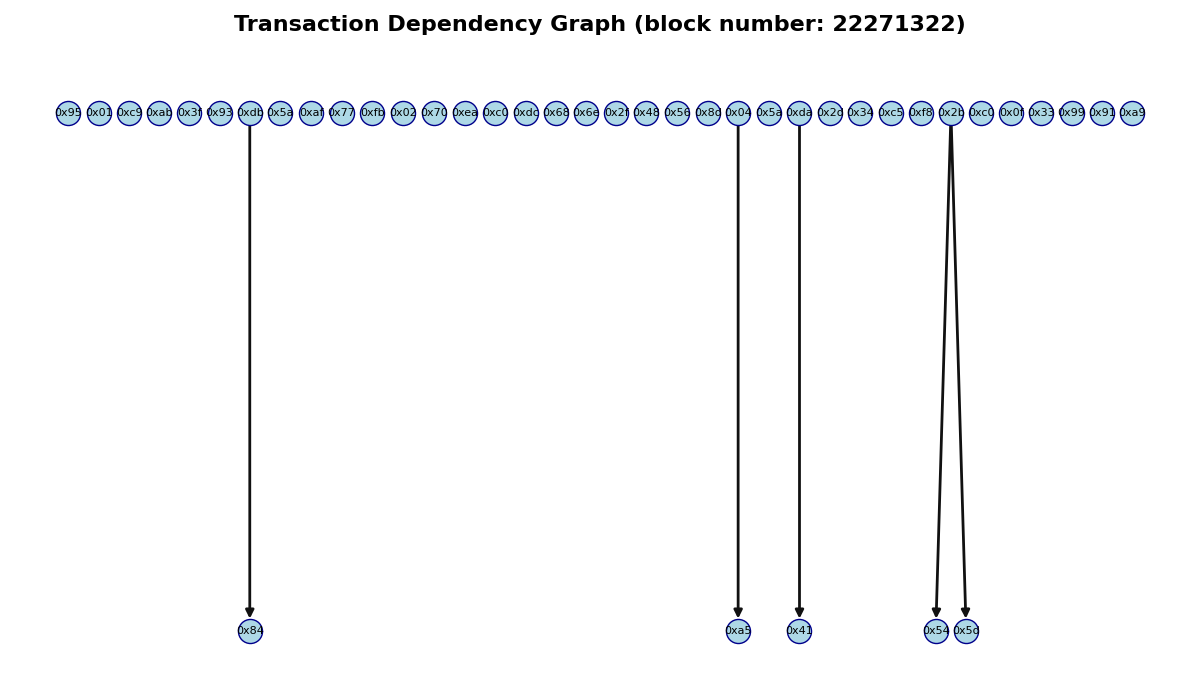 Transaction Dependency Graph (block number: 22271322)
0x95 0x01 0xc9 0xab 0x3f 0x93 0xdb 0x5a 0xaf 0x77 0xfb 0x02 0x70 0xea 0xc0 0xdc 0x68 0x6e 0x2f 0x48 0x56 0x8d 0x04 0x5a 0xda 0x2d 0x34 0xc5 0xf8 0x2b 0xc0 0x0f 0x33 0x99 0x91 0xa9
0x84 0xa5 0x41 0x54 0x5d